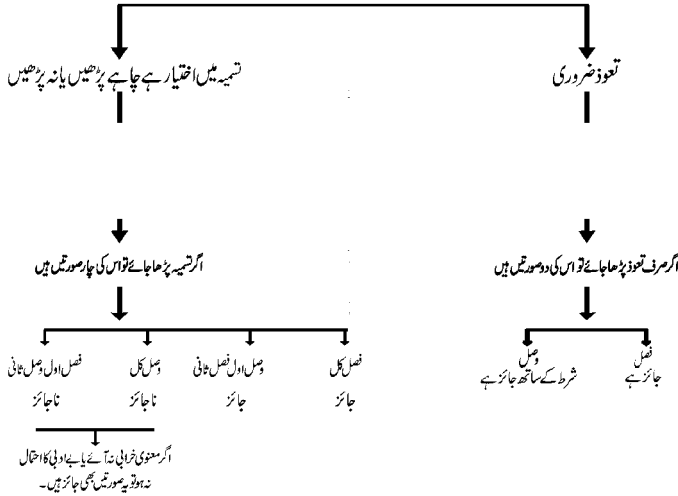 تعوذ ضروری
تسمیہ میں اختیار ہے چاہے پڑھیں یا نہ پڑھیں
اگر صرف تعوذ پڑھا جائے تو اس کی دو صورتیں ہیں
اگر تسمیہ پڑھا جائے تو اس کی چار صورتیں ہیں
فصل
جائز ہے
وصل
شرط کے ساتھ جائز ہے
فصل کل
جائز
وصل اول فصل ثانی
جائز
وصل کل
ناجائز
فصل اول وصل ثانی
ناجائز
اگر معنوی خرابی نہ آئے یا بے ادبی کا احتمال
نہ ہو تو یہ صورتیں بھی جائز ہیں۔